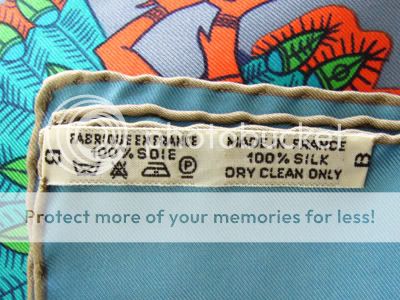 FABRIQUE EN FRANCE
100% SOIE
B
P
MADE IN FRANCE
100% SILK
DRY CLEAN ONLY
B
photobucket
Protect more of your memories for less!